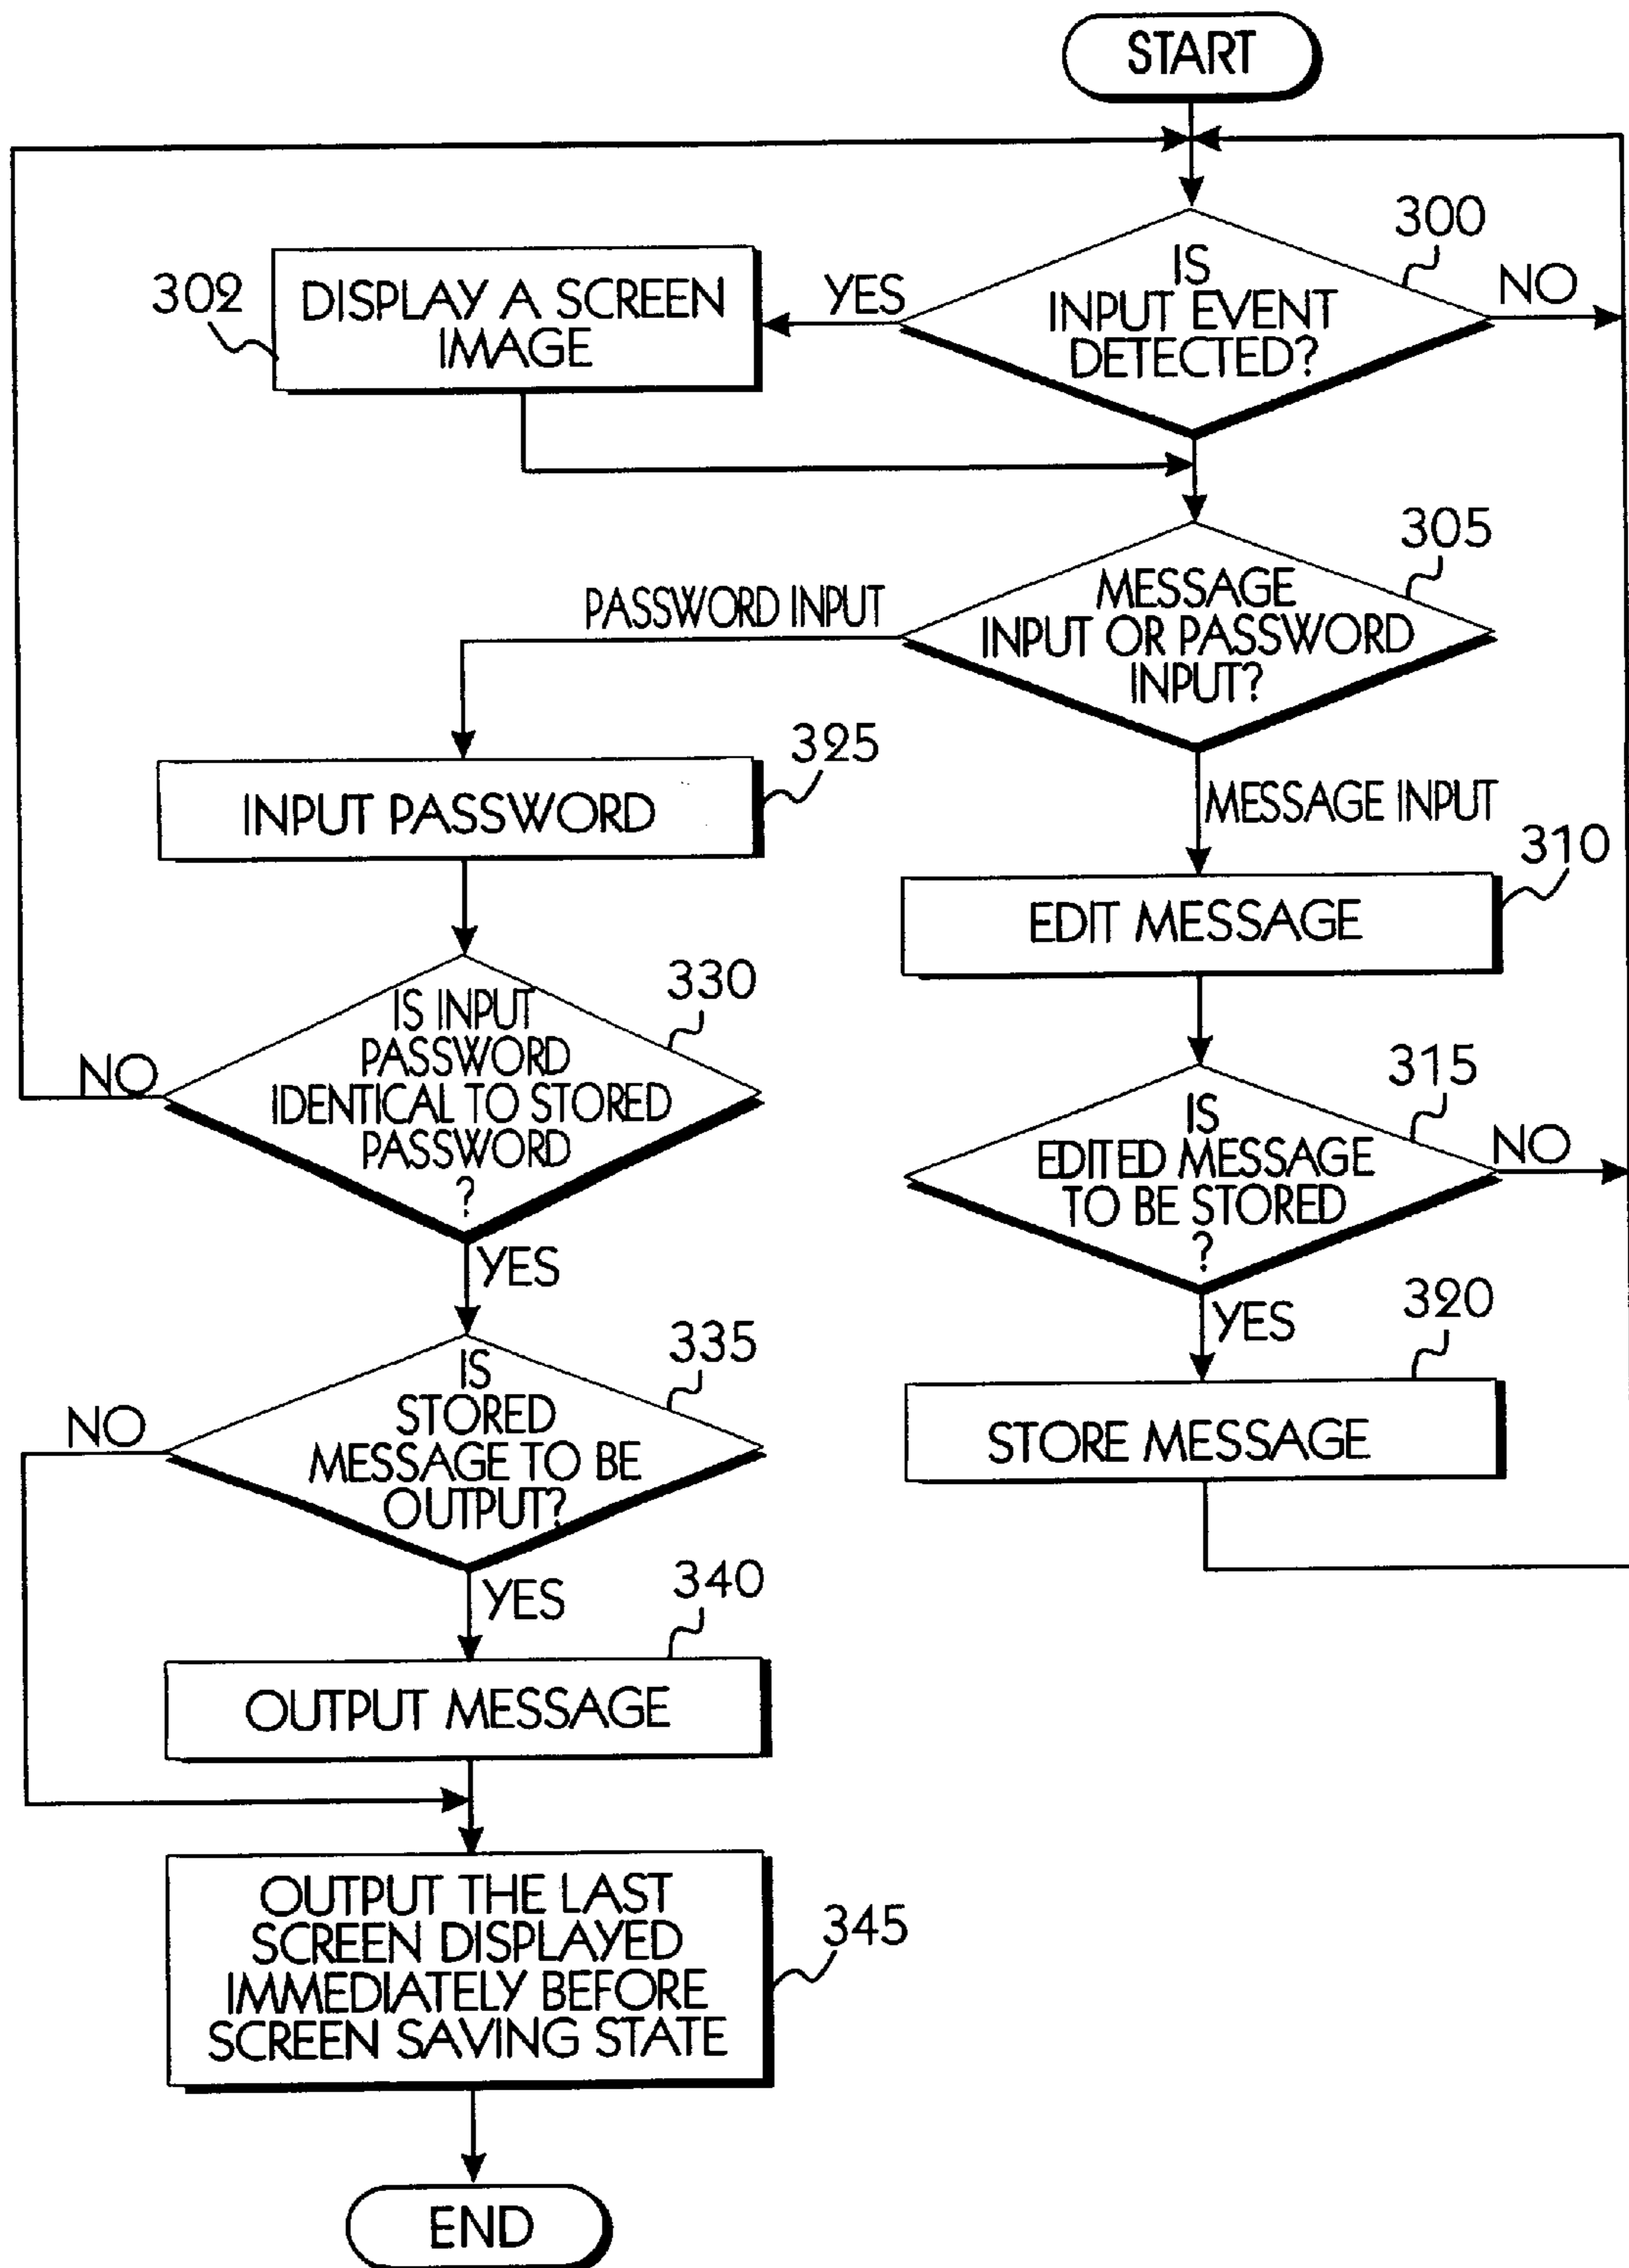 START
300
IS
INPUT EVENT
DETECTED?
YES
NO
302
DISPLAY A SCREEN
IMAGE
305
MESSAGE
INPUT OR PASSWORD
INPUT?
PASSWORD INPUT
MESSAGE INPUT
325
INPUT PASSWORD
310
EDIT MESSAGE
330
IS INPUT
PASSWORD
IDENTICAL TO STORED
PASSWORD
?
NO
YES
315
IS
EDITED MESSAGE
TO BE STORED
?
NO
YES
320
STORE MESSAGE
335
IS
STORED
MESSAGE TO BE
OUTPUT?
NO
YES
340
OUTPUT MESSAGE
345
OUTPUT THE LAST
SCREEN DISPLAYED
IMMEDIATELY BEFORE
SCREEN SAVING STATE
END